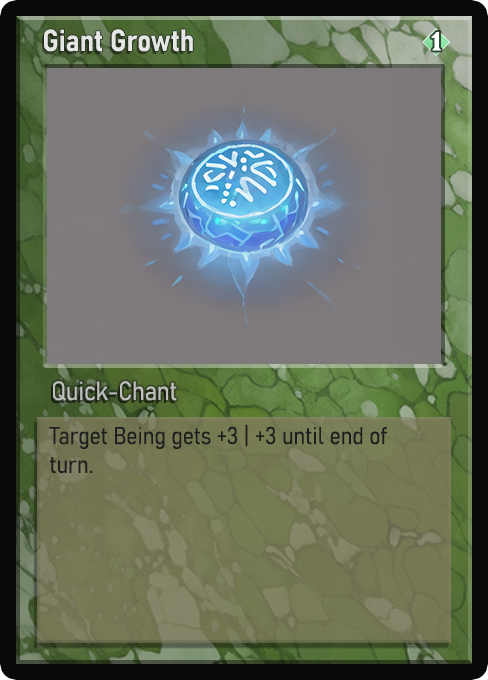 Giant Growth 1
Quick-Chant
Target Being gets +3 | +3 until end of
turn.